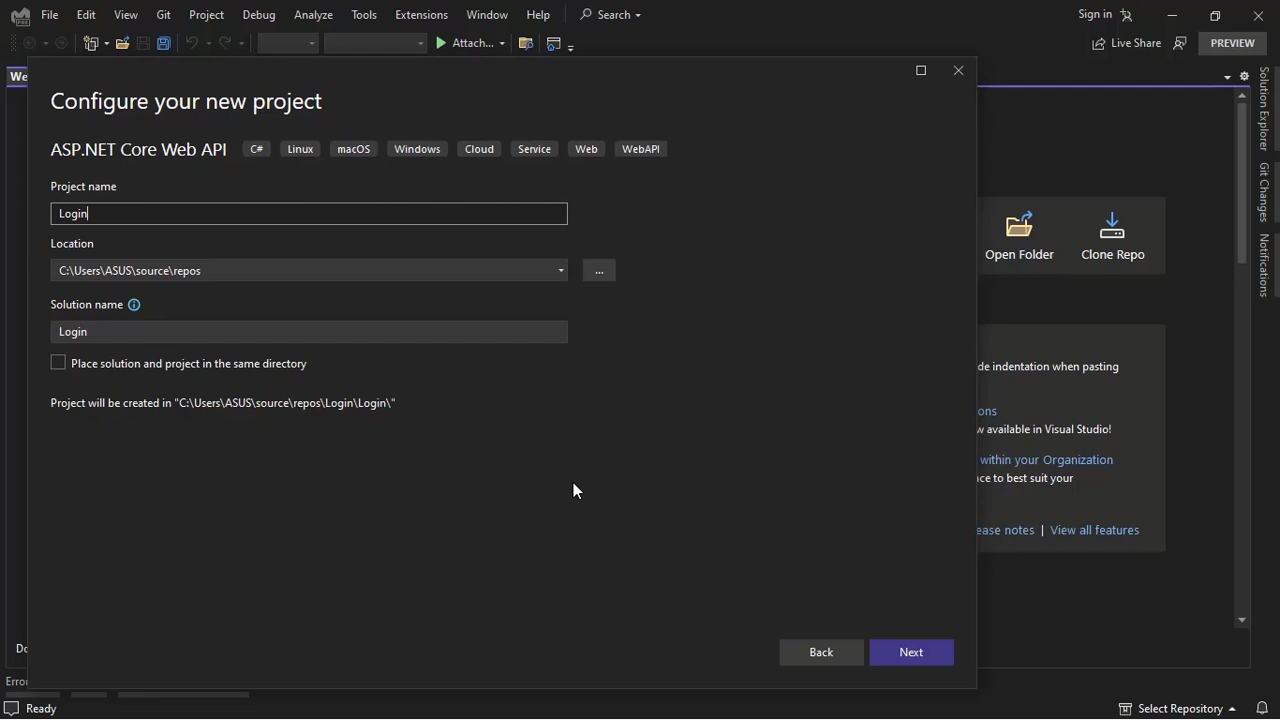 File Edit View Git Project Debug Analyze Tools Extensions Window Help Search Sign in
Attach... Live Share PREVIEW
We
Configure your new project
ASP.NET Core Web API C# Linux macOS Windows Cloud Service Web WebAPI
Project name
Login
Location
C:\Users\ASUS\source\repos
...
Solution name
Login
Place solution and project in the same directory
Project will be created in "C:\Users\ASUS\source\repos\Login\Login\"
Back Next
Open Folder Clone Repo
de indentation when pasting
ons
w available in Visual Studio!
within your Organization
ce to best suit your
ease notes | View all features
Solution Explorer
Git Changes
Notifications
Do
Error
Ready Select Repository